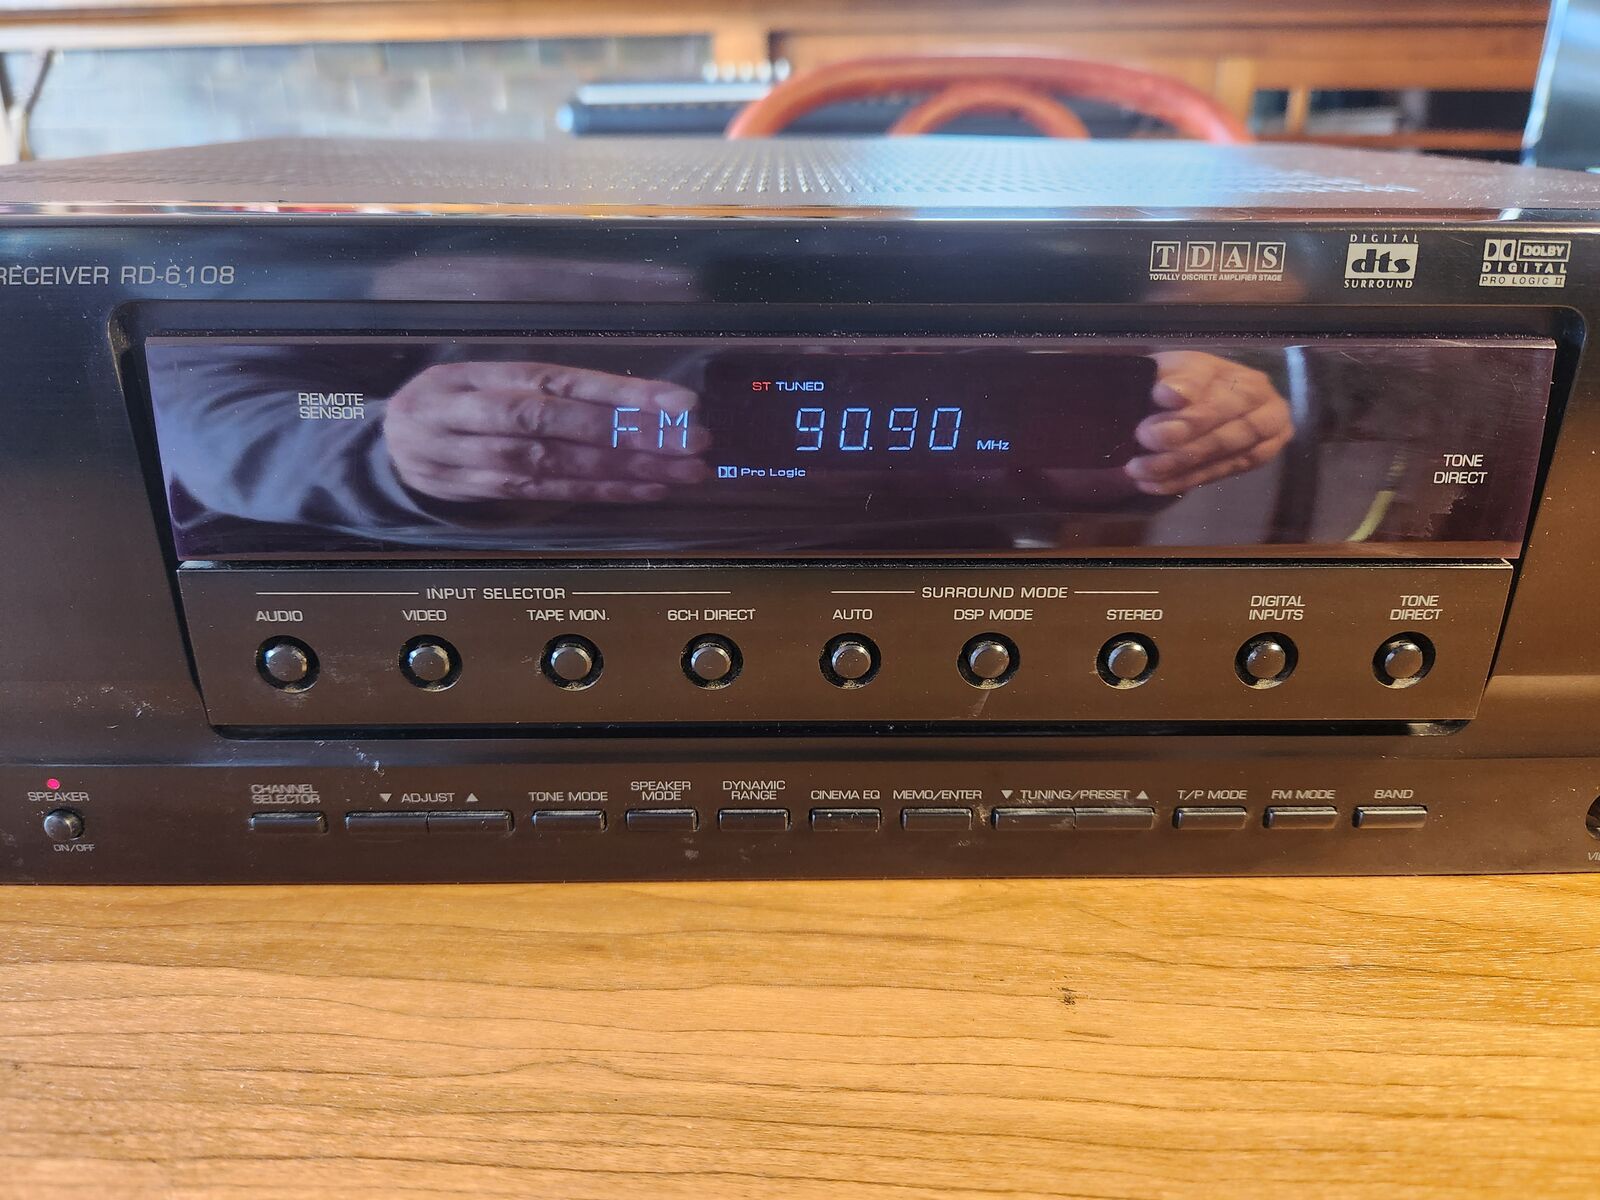 RECEIVER RD-6108
TDAS
TOTALLY DISCRETE AMPLIFIER STAGE
DIGITAL
dts
SURROUND
DOLBY
DIGITAL
PRO LOGIC II
REMOTE
SENSOR
ST TUNED
FM 90.90 MHz
Pro Logic
TONE
DIRECT
INPUT SELECTOR
SURROUND MODE
AUDIO
VIDEO
TAPE MON.
6CH DIRECT
AUTO
DSP MODE
STEREO
DIGITAL
INPUTS
TONE
DIRECT
SPEAKER
ON/OFF
CHANNEL
SELECTOR
▼ ADJUST ▲
TONE MODE
SPEAKER
MODE
DYNAMIC
RANGE
CINEMA EQ
MEMO/ENTER
▼ TUNING/PRESET ▲
T/P MODE
FM MODE
BAND